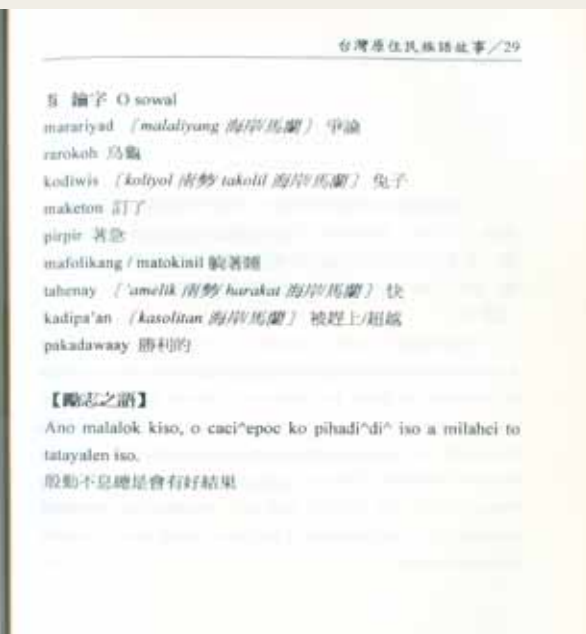 台灣原住民族語故事／29
五 論字 O sowal
marariyad〔malaliyang 海岸/馬蘭〕爭論
rarokoh 烏龜
kodiwis〔koliyol 南勢/ takolil 海岸/馬蘭〕兔子
maketon 訂了
pirpir 著急
mafolikang / matokinil 躺著睡
tahenay〔'amelik 南勢/ harakat 海岸/馬蘭〕快
kadipa'an〔kasolitan 海岸/馬蘭〕被趕上/超越
pakadawaay 勝利的
【勵志之語】
Ano malalok kiso, o caci^epoc ko pihadi^di^ iso a milahci to
tatayalen iso.
殷勤不息總是會有好結果